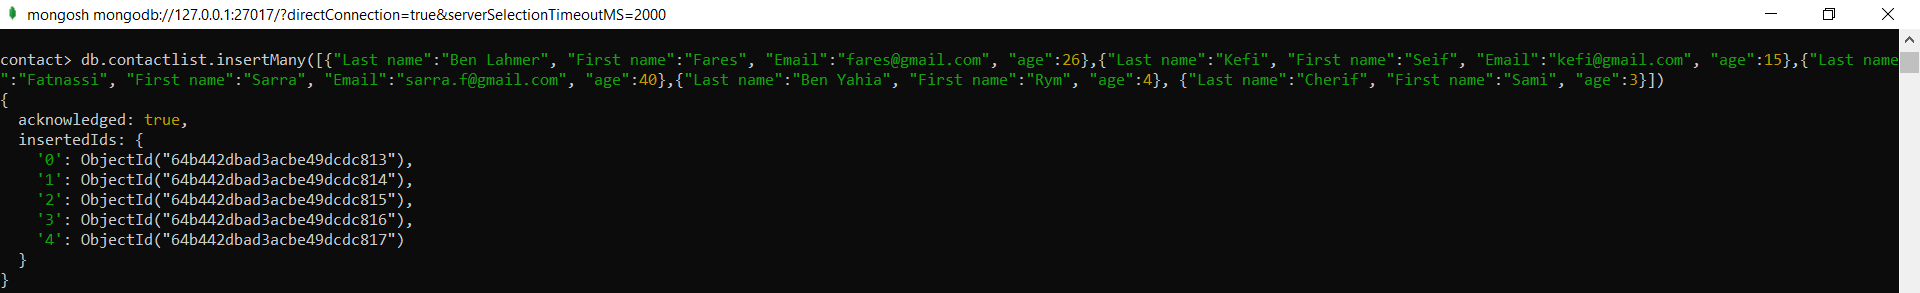 mongosh mongodb://127.0.0.1:27017/?directConnection=true&serverSelectionTimeoutMS=2000
contact> db.contactlist.insertMany([{"Last name":"Ben Lahmer", "First name":"Fares", "Email":"fares@gmail.com", "age":26},{"Last name":"Kefi", "First name":"Seif", "Email":"kefi@gmail.com", "age":15},{"Last name
":"Fatnassi", "First name":"Sarra", "Email":"sarra.f@gmail.com", "age":40},{"Last name":"Ben Yahia", "First name":"Rym", "age":4}, {"Last name":"Cherif", "First name":"Sami", "age":3}])
{
  acknowledged: true,
  insertedIds: {
    '0': ObjectId("64b442dbad3acbe49dcdc813"),
    '1': ObjectId("64b442dbad3acbe49dcdc814"),
    '2': ObjectId("64b442dbad3acbe49dcdc815"),
    '3': ObjectId("64b442dbad3acbe49dcdc816"),
    '4': ObjectId("64b442dbad3acbe49dcdc817")
  }
}